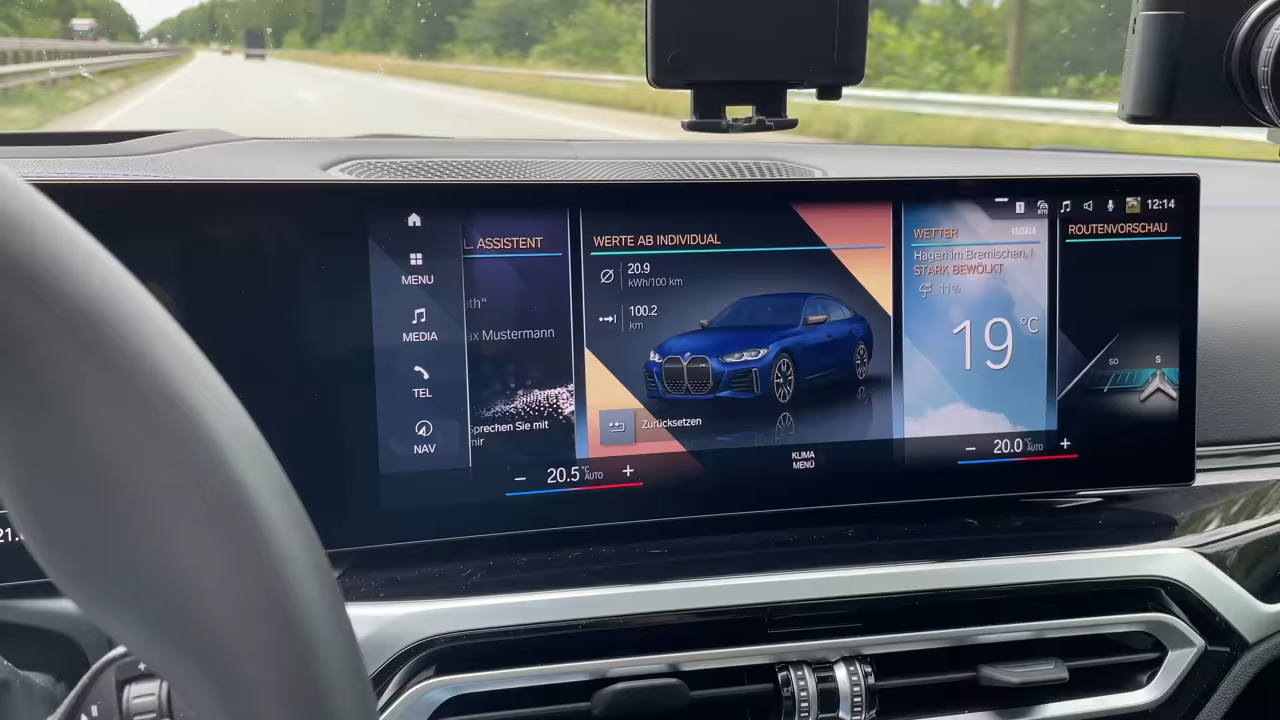 12:14
MENU
MEDIA
TEL
NAV
L. ASSISTENT
ax Mustermann
Sprechen Sie mit
mir
WERTE AB INDIVIDUAL
20.9
kWh/100 km
100.2
km
Zurücksetzen
WETTER
VAISALA
Hagen im Bremischen,
STARK BEWÖLKT
11%
19 °C
ROUTENVORSCHAU
SO
S
− 20.5 °C AUTO +
KLIMA
MENÜ
− 20.0 °C AUTO +